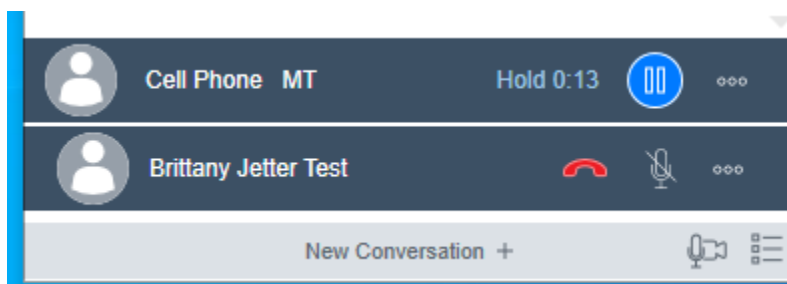 Cell Phone MT Hold 0:13
Brittany Jetter Test
New Conversation +